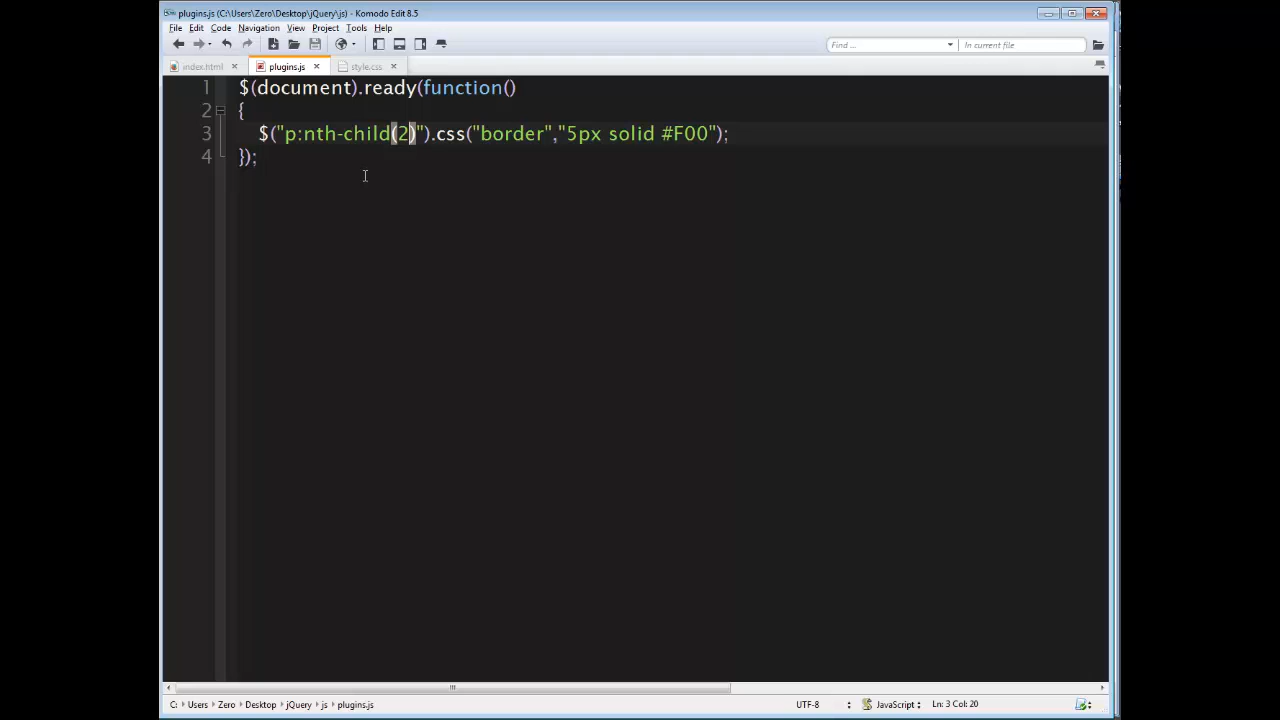 plugins.js (C:\Users\Zero\Desktop\jQuery\js) - Komodo Edit 8.5
File Edit Code Navigation View Project Tools Help
Find ... In current file
index.html plugins.js style.css
1 $(document).ready(function()
2 {
3 $("p:nth-child(2)").css("border","5px solid #F00");
4 });
C: Users Zero Desktop jQuery js plugins.js UTF-8 JavaScript Ln: 3 Col: 20